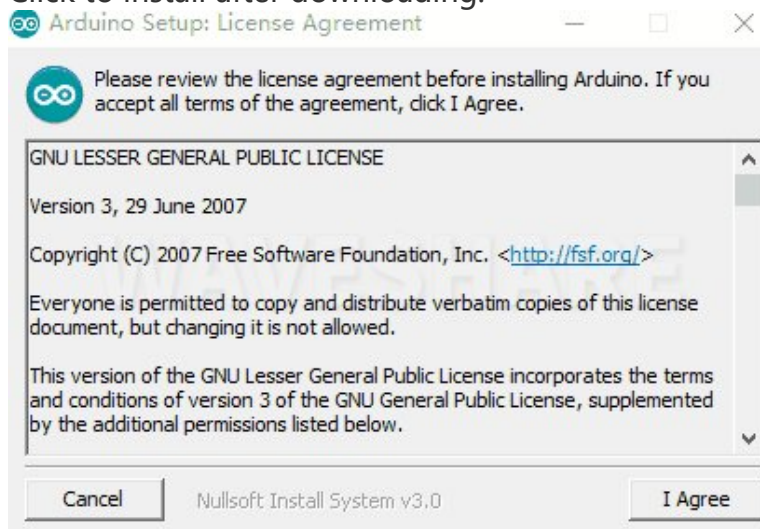 Click to install after downloading.
Arduino Setup: License Agreement
Please review the license agreement before installing Arduino. If you
accept all terms of the agreement, click I Agree.
GNU LESSER GENERAL PUBLIC LICENSE
Version 3, 29 June 2007
Copyright (C) 2007 Free Software Foundation, Inc. <http://fsf.org/>
Everyone is permitted to copy and distribute verbatim copies of this license
document, but changing it is not allowed.
This version of the GNU Lesser General Public License incorporates the terms
and conditions of version 3 of the GNU General Public License, supplemented
by the additional permissions listed below.
WAVESHARE
Cancel
Nullsoft Install System v3.0
I Agree